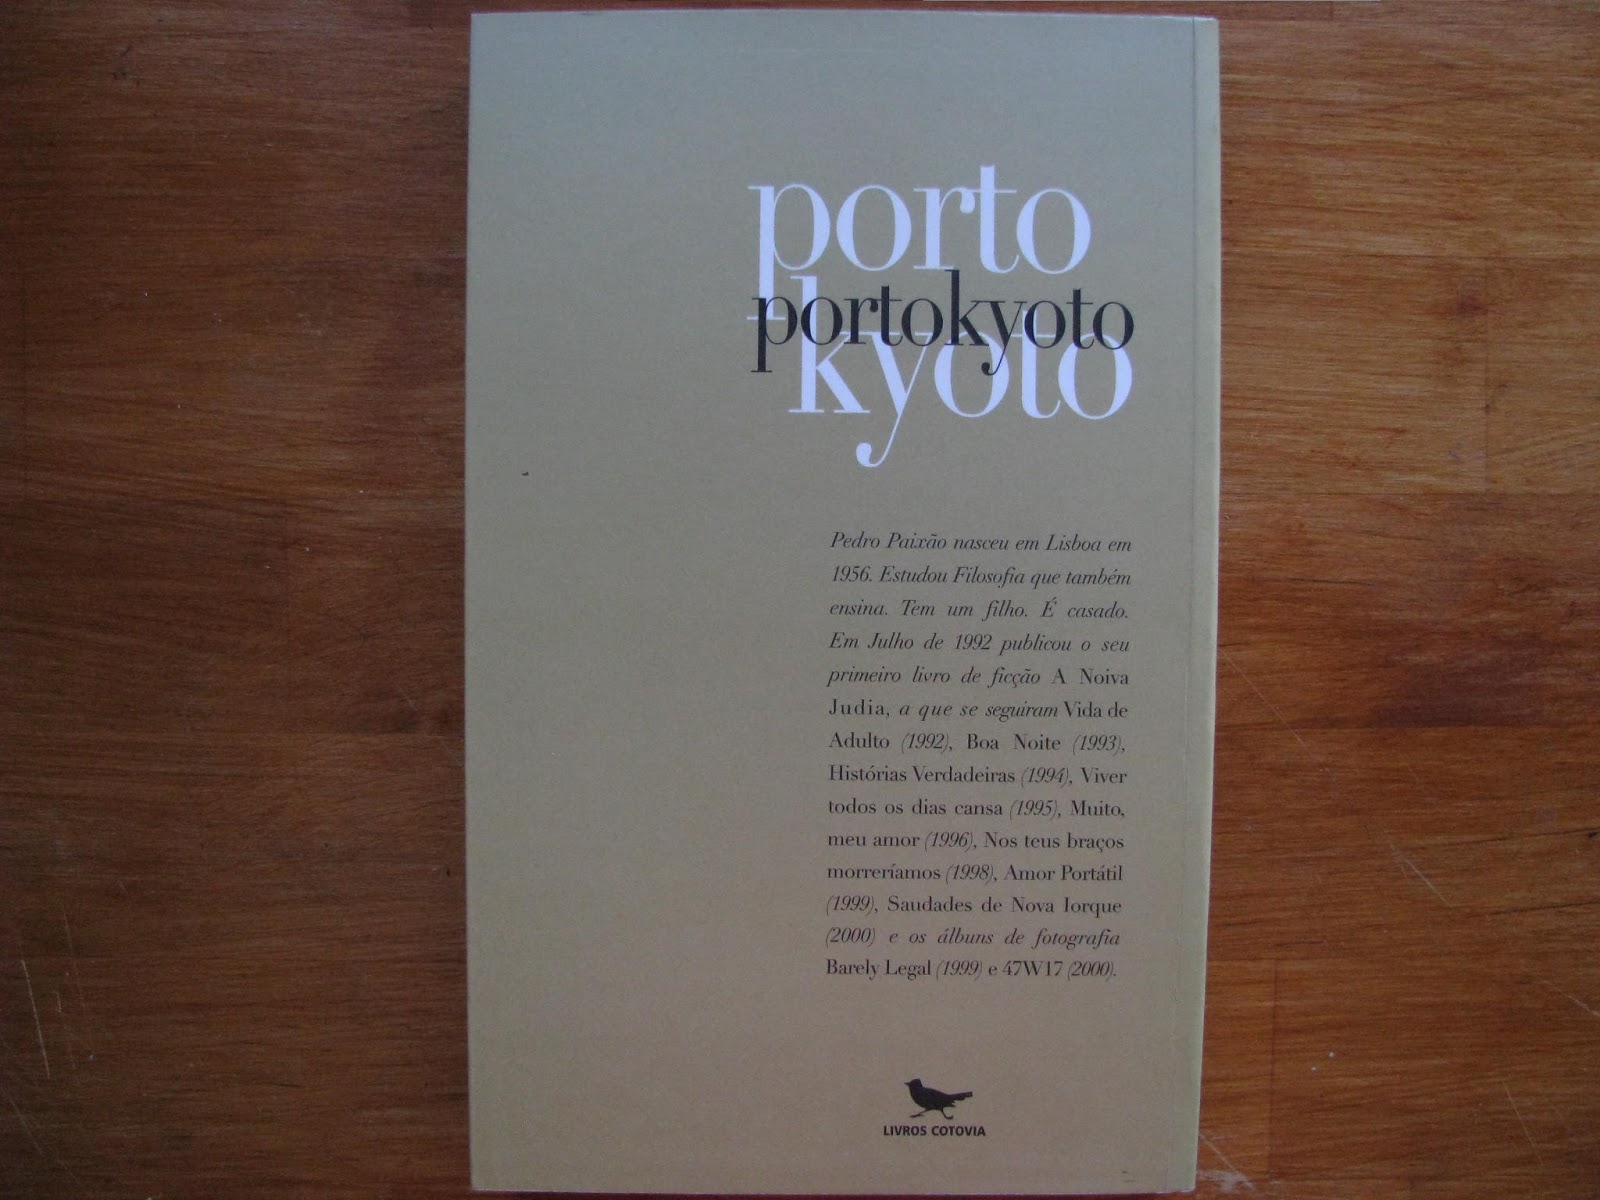 porto
portokyoto
kyoto
Pedro Paixão nasceu em Lisboa em
1956. Estudou Filosofia que também
ensina. Tem um filho. É casado.
Em Julho de 1992 publicou o seu
primeiro livro de ficção A Noiva
Judia, a que se seguiram Vida de
Adulto (1992), Boa Noite (1993),
Histórias Verdadeiras (1994), Viver
todos os dias cansa (1995), Muito,
meu amor (1996), Nos teus braços
morreríamos (1998), Amor Portátil
(1999), Saudades de Nova Iorque
(2000) e os álbuns de fotografia
Barely Legal (1999) e 47W17 (2000).
LIVROS COTOVIA